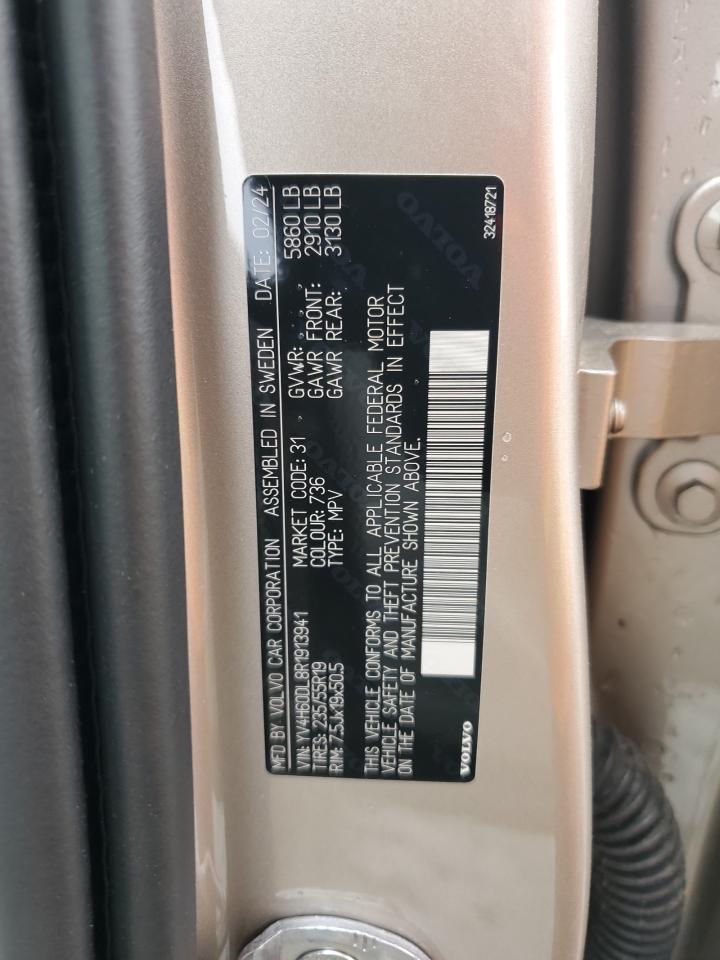 MFD BY VOLVO CAR CORPORATION ASSEMBLED IN SWEDEN DATE: 02/24
VIN: YV4H60DL8R1913941 MARKET CODE: 31 GVWR: 5860 LB
TIRES: 235/55R19 COLOUR: 736 GAWR FRONT: 2910 LB
RIM: 7.5Jx19x50.5 TYPE: MPV GAWR REAR: 3130 LB
THIS VEHICLE CONFORMS TO ALL APPLICABLE FEDERAL MOTOR
VEHICLE SAFETY AND THEFT PREVENTION STANDARDS IN EFFECT
ON THE DATE OF MANUFACTURE SHOWN ABOVE.
VOLVO 32418721